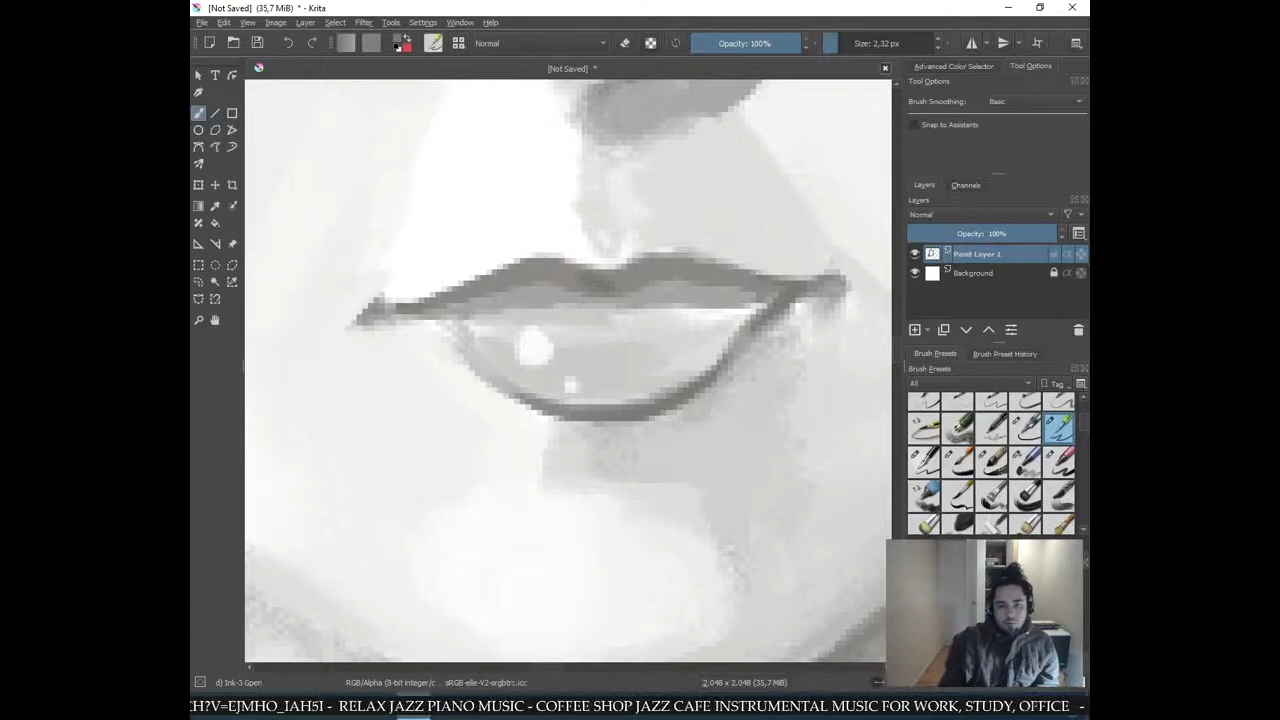 [Not Saved] (35,7 MiB) * - Krita
File Edit View Image Layer Select Filter Tools Settings Window Help
Normal
Opacity: 100%
Size: 2,32 px
[Not Saved] *
Advanced Color Selector
Tool Options
Tool Options
Brush Smoothing: Basic
Snap to Assistants
Layers
Channels
Layers
Normal
Opacity: 100%
Paint Layer 1
Background
Brush Presets
Brush Preset History
Brush Presets
All
Tag
d) Ink-3 Gpen
RGB/Alpha (8-bit integer/c... sRGB-elle-V2-srgbtrc.icc
2.048 x 2.048 (35,7 MiB)
CH?V=EJMHO_IAH5I - RELAX JAZZ PIANO MUSIC - COFFEE SHOP JAZZ CAFE INSTRUMENTAL MUSIC FOR WORK, STUDY, OFFICE -